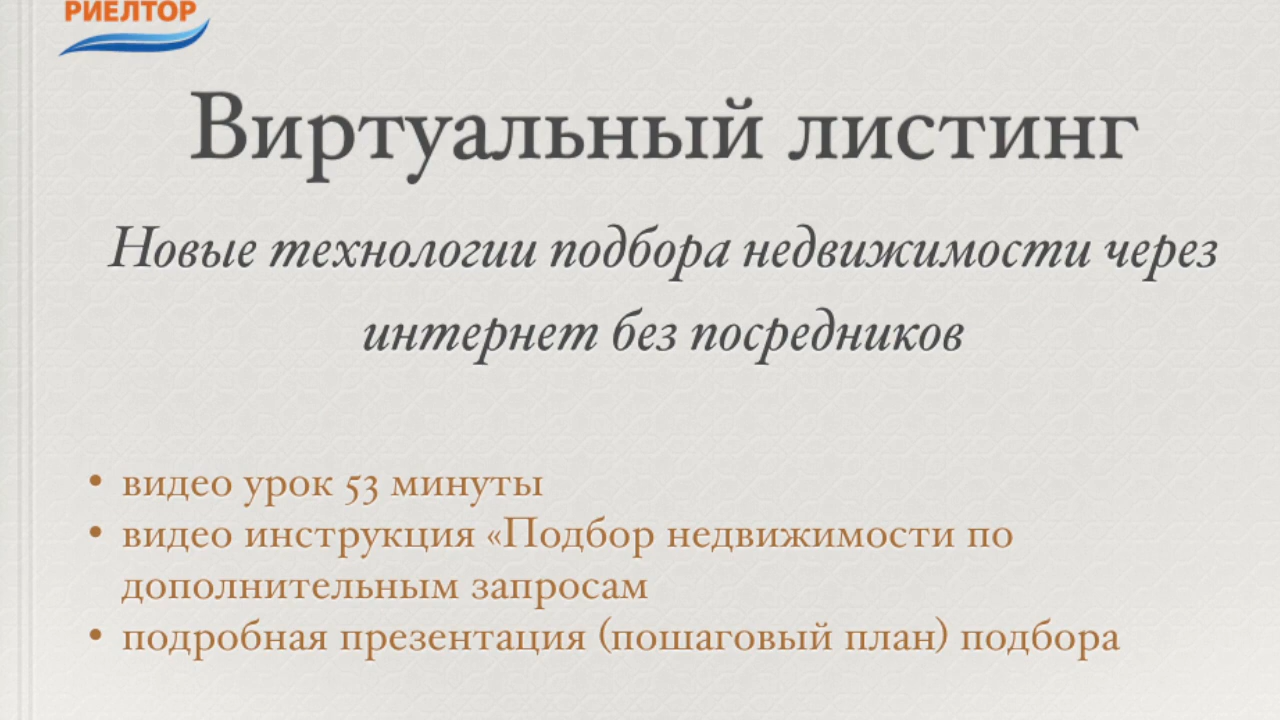 РИЕЛТОР
Виртуальный листинг
Новые технологии подбора недвижимости через
интернет без посредников
• видео урок 53 минуты
• видео инструкция «Подбор недвижимости по
дополнительным запросам
• подробная презентация (пошаговый план) подбора